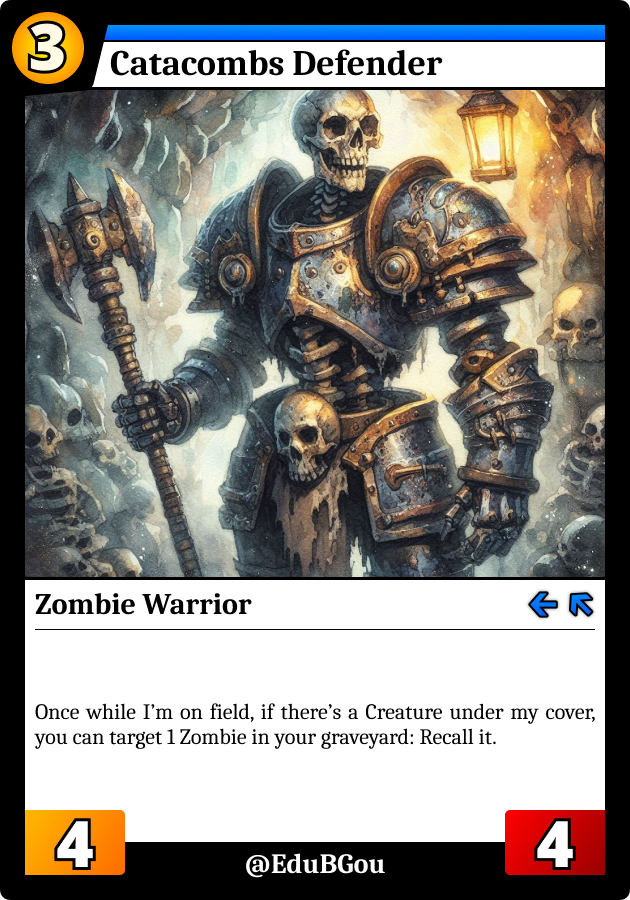 3
Catacombs Defender
Zombie Warrior
Once while I’m on field, if there’s a Creature under my cover,
you can target 1 Zombie in your graveyard: Recall it.
4
@EduBGou
4